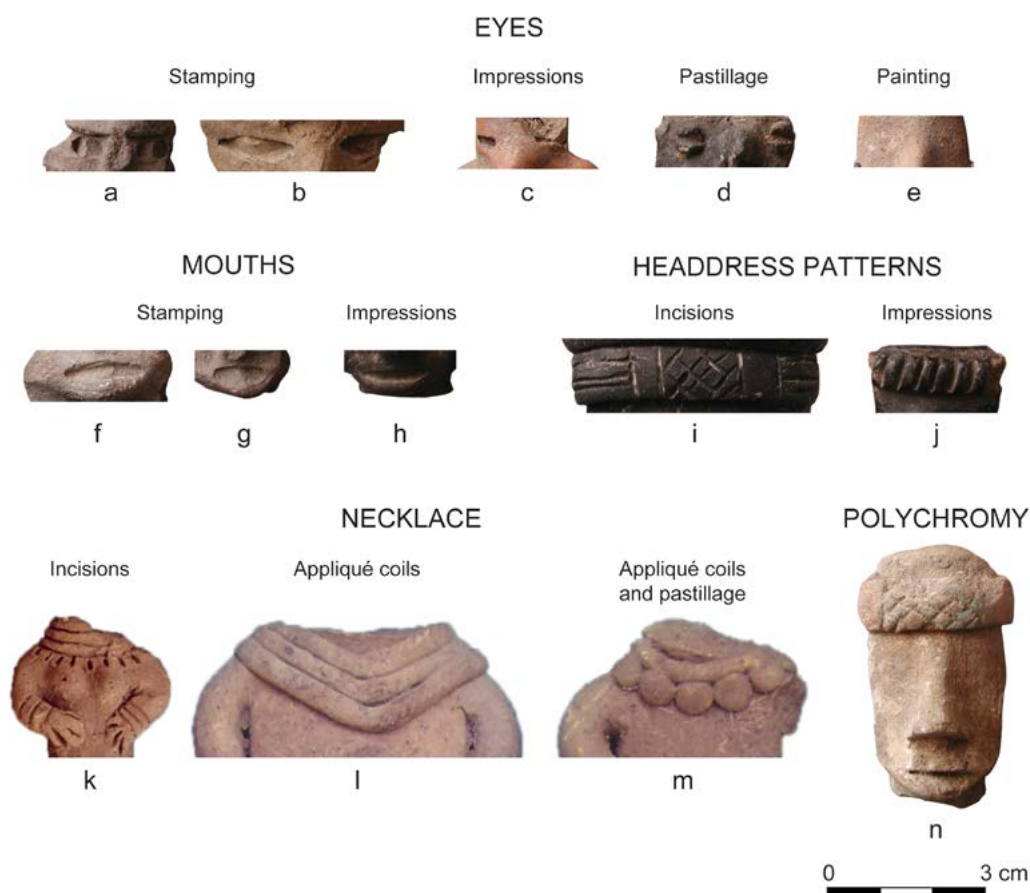 EYES
Stamping
Impressions
Pastillage
Painting
a
b
c
d
e
MOUTHS
HEADDRESS PATTERNS
Stamping
Impressions
Incisions
Impressions
f
g
h
i
j
NECKLACE
POLYCHROMY
Incisions
Appliqué coils
Appliqué coils
and pastillage
k
l
m
n
0
3 cm